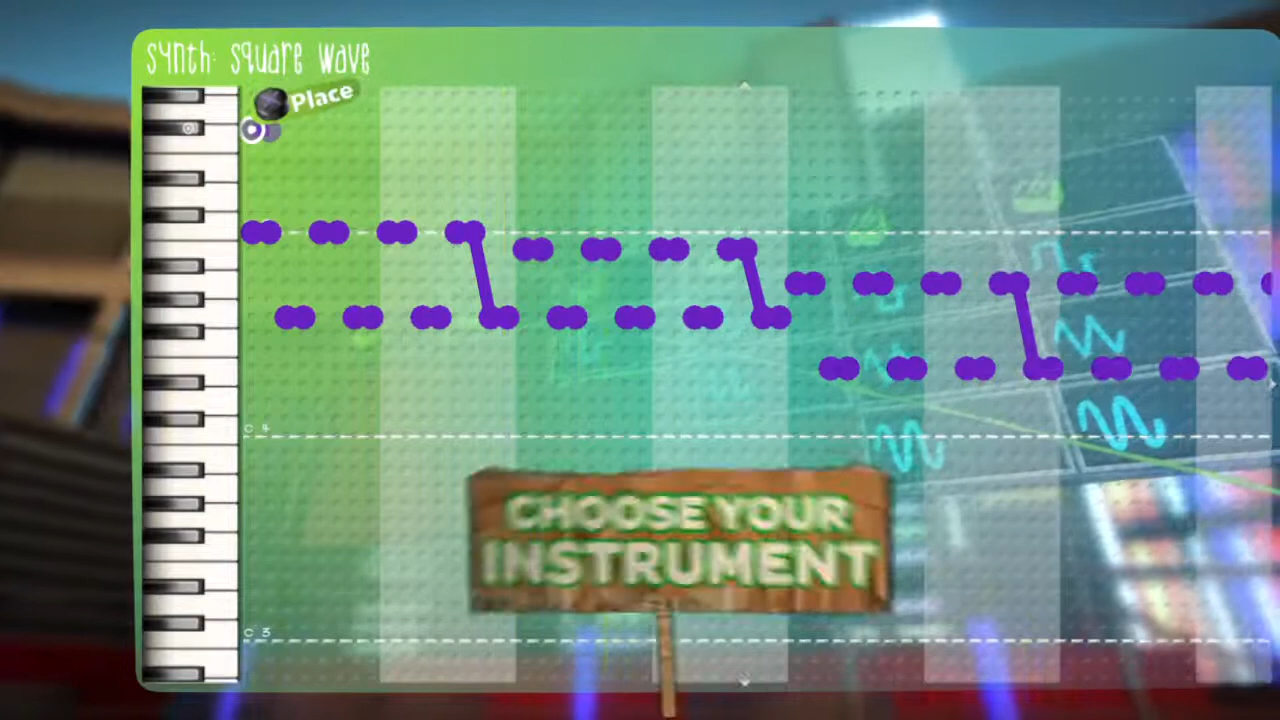 synth: square wave
Place
C 4
CHOOSE YOUR
INSTRUMENT
C 3